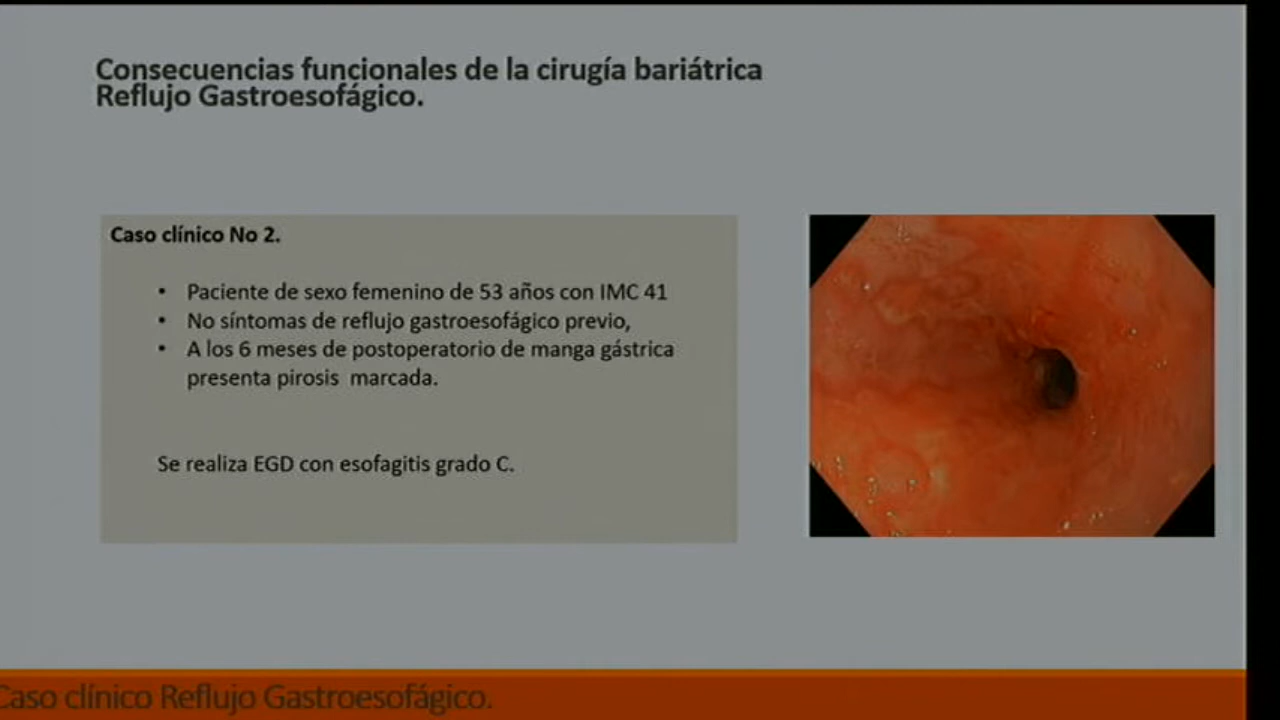 Consecuencias funcionales de la cirugía bariátrica
Reflujo Gastroesofágico.
Caso clínico No 2.
• Paciente de sexo femenino de 53 años con IMC 41
• No síntomas de reflujo gastroesofágico previo,
• A los 6 meses de postoperatorio de manga gástrica
presenta pirosis marcada.
Se realiza EGD con esofagitis grado C.
Caso clínico Reflujo Gastroesofágico.